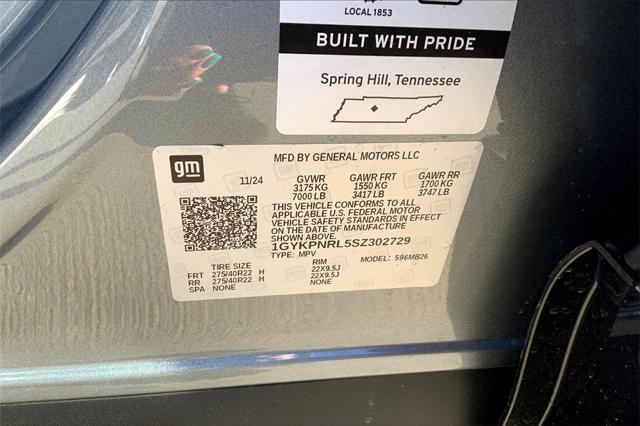 LOCAL 1853
BUILT WITH PRIDE
Spring Hill, Tennessee
gm
MFD BY GENERAL MOTORS LLC
11/24 GVWR GAWR FRT GAWR RR
3175 KG 1550 KG 1700 KG
7000 LB 3417 LB 3747 LB
THIS VEHICLE CONFORMS TO ALL
APPLICABLE U.S. FEDERAL MOTOR
VEHICLE SAFETY STANDARDS IN EFFECT
ON THE DATE OF MANUFACTURE
SHOWN ABOVE.
1GYKPNRL5SZ302729
TYPE: MPV MODEL: 596MB26
TIRE SIZE RIM
FRT 275/40R22 H 22X9.5J
RR 275/40R22 H 22X9.5J
SPA NONE NONE